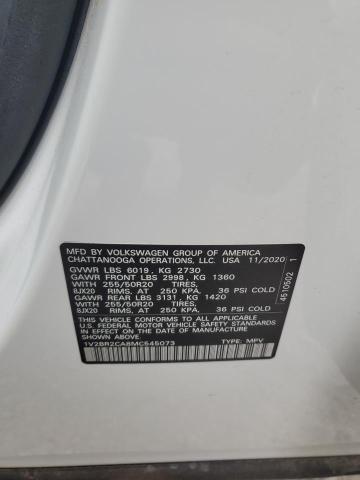 MFD. BY VOLKSWAGEN GROUP OF AMERICA
CHATTANOOGA OPERATIONS, LLC. USA 11/2020
GVWR LBS 6019, KG 2730
GAWR FRONT LBS 2998, KG 1360
WITH 255/50R20 TIRES,
8JX20 RIMS, AT 250 KPA/ 36 PSI COLD
GAWR REAR LBS 3131, KG 1420
WITH 255/50R20 TIRES,
8JX20 RIMS, AT 250 KPA/ 36 PSI COLD
THIS VEHICLE CONFORMS TO ALL APPLICABLE
U.S. FEDERAL MOTOR VEHICLE SAFETY STANDARDS
IN EFFECT ON THE DATE OF MANUFACTURE
SHOWN ABOVE
1V2BR2CA8MC545073 TYPE: MPV
4510502 1